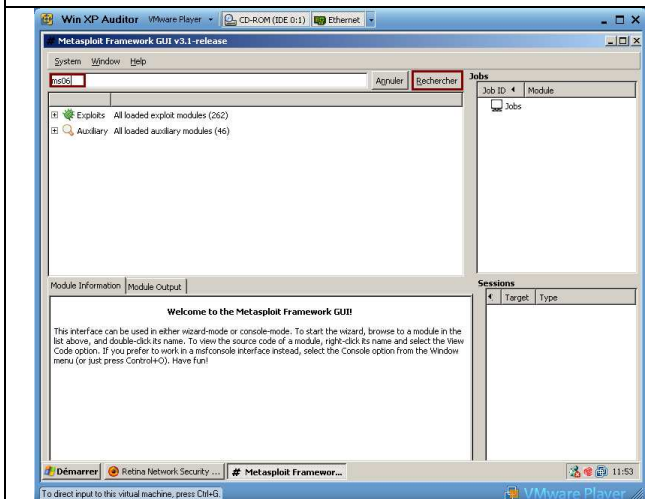 Win XP Auditor VMware Player CD-ROM (IDE 0:1) Ethernet
Metasploit Framework GUI v3.1-release
System Window Help
ms06 Annuler Rechercher
Exploits All loaded exploit modules (262)
Auxiliary All loaded auxiliary modules (46)
Jobs
Job ID Module
Jobs
Module Information Module Output
Welcome to the Metasploit Framework GUI!
This interface can be used in either wizard-mode or console-mode. To start the wizard, browse to a module in the
list above, and double-click its name. To view the source code of a module, right-click its name and select the View
Code option. If you prefer to work in a msfconsole interface instead, select the Console option from the Window
menu (or just press Control+O). Have fun!
Sessions
Target Type
Démarrer Retina Network Security ... # Metasploit Framewor... 11:53
To direct input to this virtual machine, press Ctrl+G. VMware Player